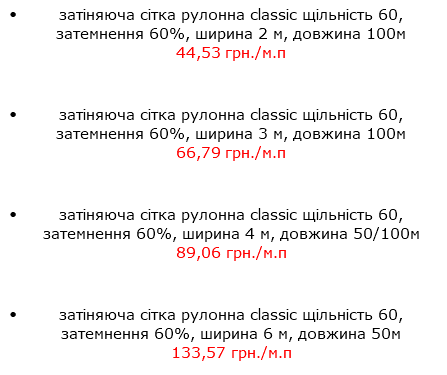 • затіняюча сітка рулонна classic щільність 60,
затемнення 60%, ширина 2 м, довжина 100м
44,53 грн./м.п
• затіняюча сітка рулонна classic щільність 60,
затемнення 60%, ширина 3 м, довжина 100м
66,79 грн./м.п
• затіняюча сітка рулонна classic щільність 60,
затемнення 60%, ширина 4 м, довжина 50/100м
89,06 грн./м.п
• затіняюча сітка рулонна classic щільність 60,
затемнення 60%, ширина 6 м, довжина 50м
133,57 грн./м.п